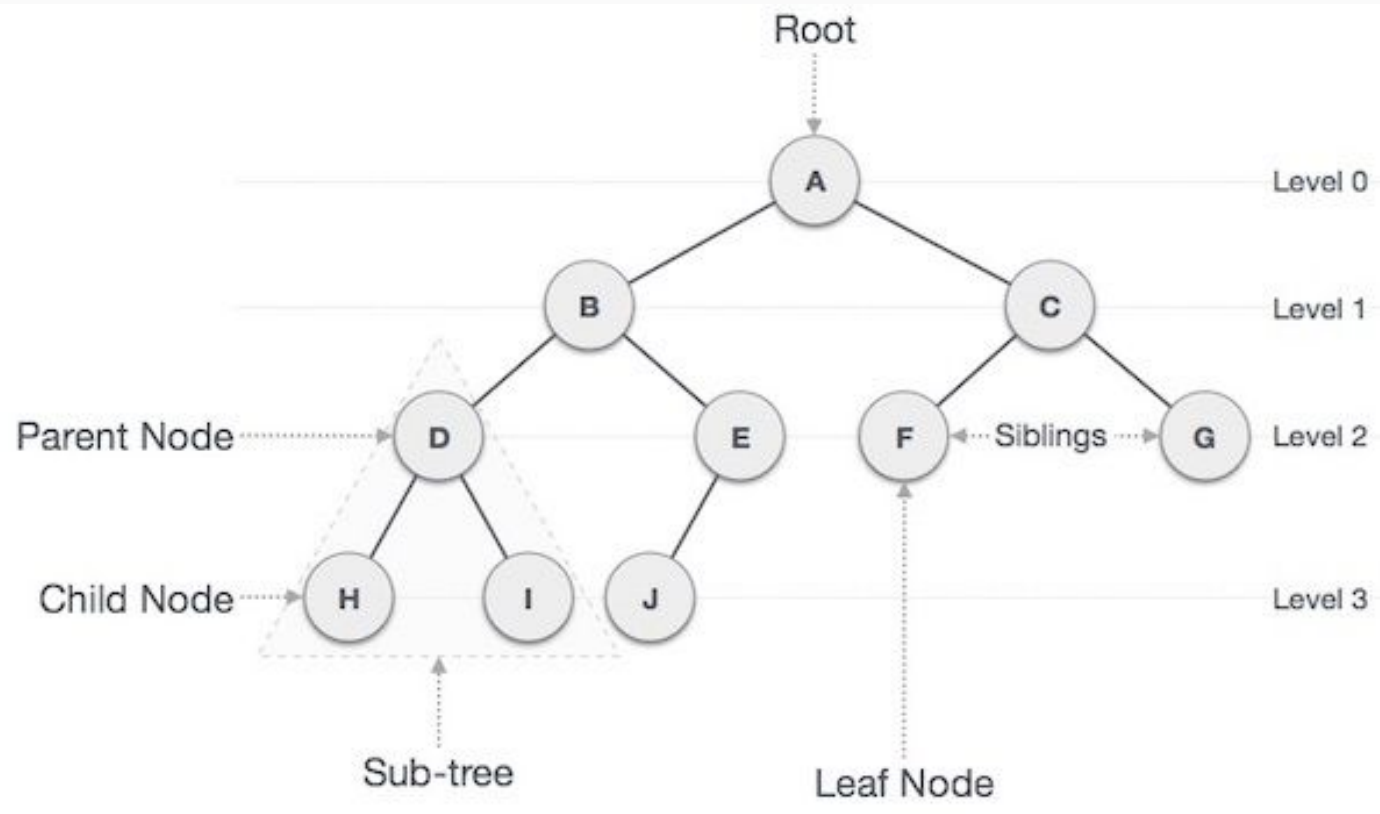 Root
A
Level 0
B
C
Level 1
Parent Node
D
E
F
Siblings
G
Level 2
Child Node
H
I
J
Level 3
Sub-tree
Leaf Node